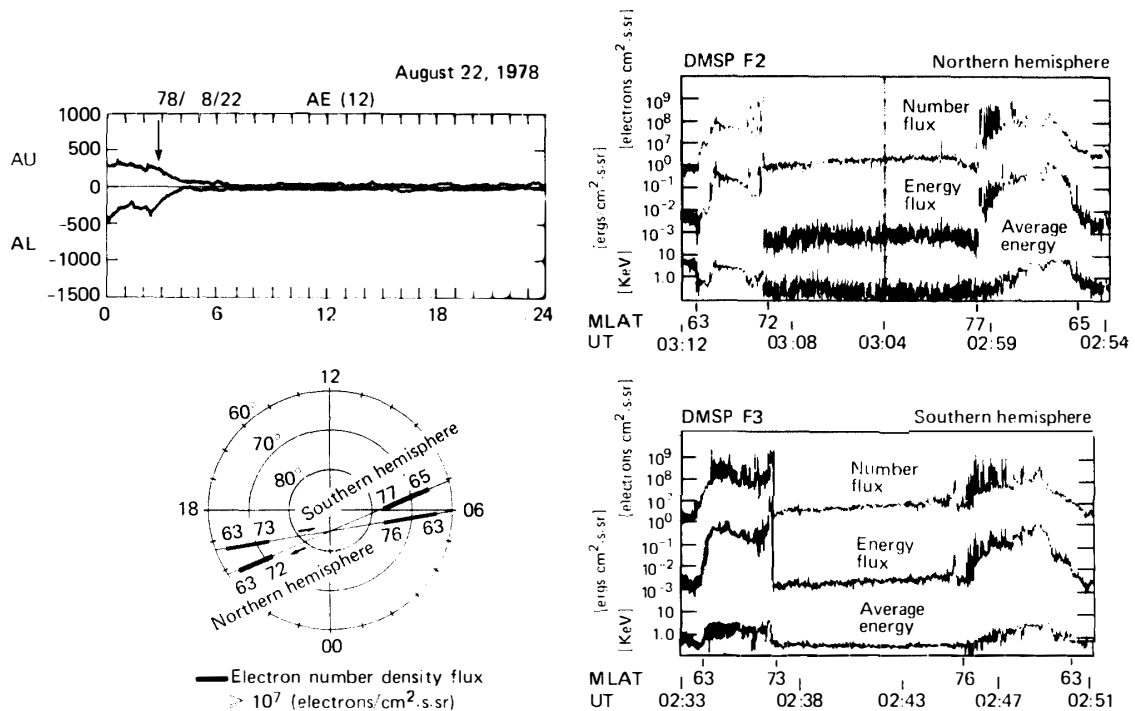 August 22, 1978
78/ 8/22 AE (12)
1000
500
AU
0
-500
AL
-1000
-1500
0 6 12 18 24
12
60°
70°
80°
Southern hemisphere
77 65
18 06
63 73
76 63
63 72
Northern hemisphere
00
Electron number density flux
≥ 10⁷ (electrons/cm²·s·sr)
DMSP F2 Northern hemisphere
[electrons cm²·s·sr]
10⁹
10⁸
10⁷
10⁰
Number flux
[ergs/cm²·s·sr]
10⁻¹
10⁻²
10⁻³
Energy flux
[KeV]
10
1.0
Average energy
MLAT 63 72 77 65
UT 03:12 03:08 03:04 02:59 02:54
DMSP F3 Southern hemisphere
[electrons cm²·s·sr]
10⁹
10⁸
10⁷
10⁰
Number flux
[ergs/cm²·s·sr]
10⁻¹
10⁻²
10⁻³
Energy flux
[KeV]
10
1.0
Average energy
MLAT 63 73 76 63
UT 02:33 02:38 02:43 02:47 02:51